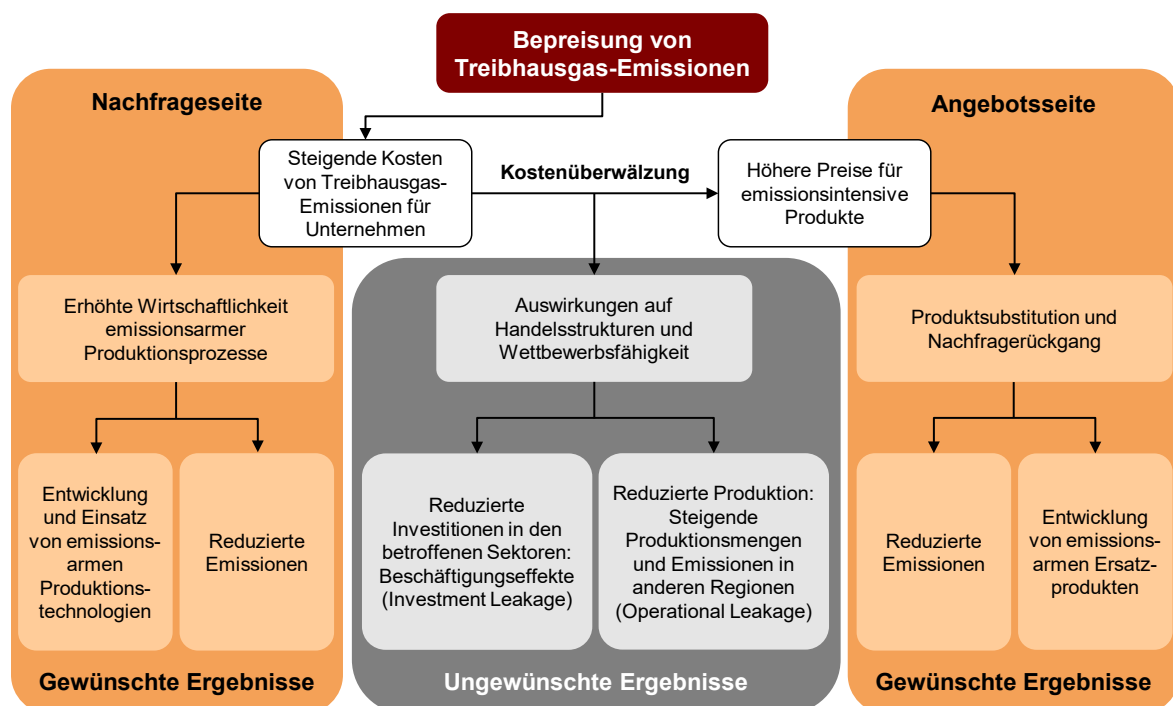 Bepreisung von
Treibhausgas-Emissionen
Nachfrageseite
Angebotsseite
Steigende Kosten
von Treibhausgas-
Emissionen für
Unternehmen
Kostenüberwälzung
Höhere Preise für
emissionsintensive
Produkte
Erhöhte Wirtschaftlichkeit
emissionsarmer
Produktionsprozesse
Auswirkungen auf
Handelsstrukturen und
Wettbewerbsfähigkeit
Produktsubstitution und
Nachfragerückgang
Entwicklung
und Einsatz
von emissions-
armen
Produktions-
technologien
Reduzierte
Emissionen
Reduzierte
Investitionen in den
betroffenen Sektoren:
Beschäftigungseffekte
(Investment Leakage)
Reduzierte Produktion:
Steigende
Produktionsmengen
und Emissionen in
anderen Regionen
(Operational Leakage)
Reduzierte
Emissionen
Entwicklung
von emissions-
armen Ersatz-
produkten
Gewünschte Ergebnisse
Ungewünschte Ergebnisse
Gewünschte Ergebnisse